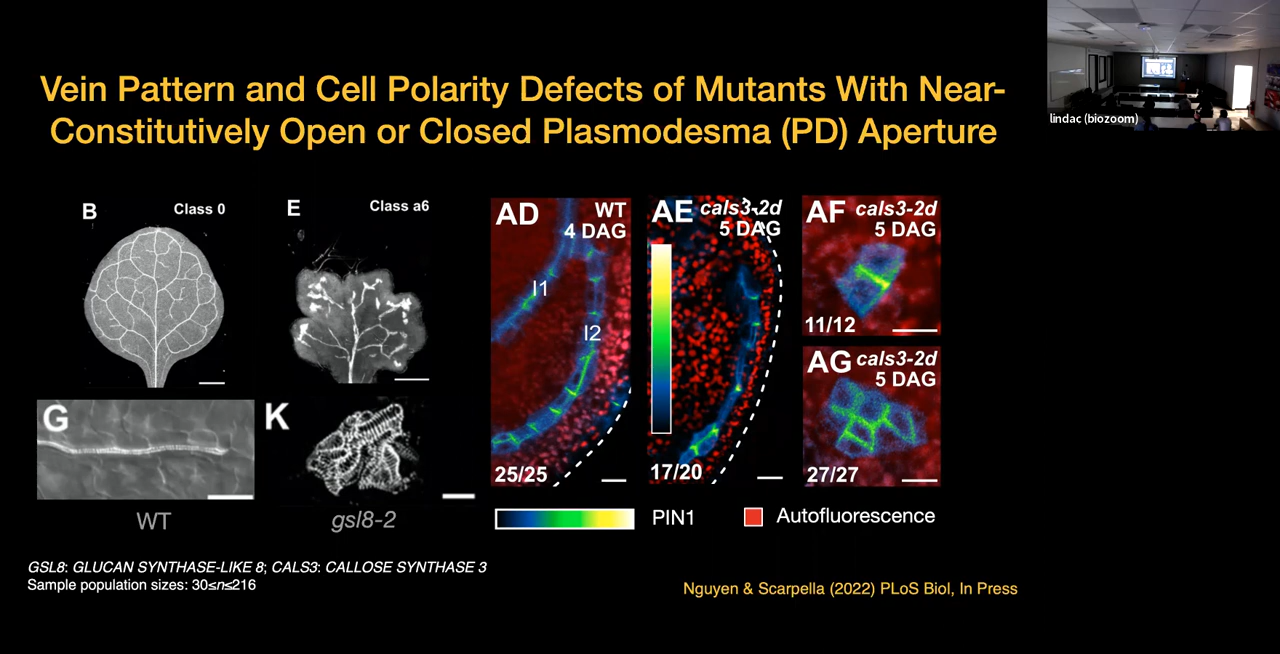 Vein Pattern and Cell Polarity Defects of Mutants With Near-
Constitutively Open or Closed Plasmodesma (PD) Aperture
lindac (biozoom)
B Class 0
E Class a6
G
K
WT
gsl8-2
AD WT
4 DAG
I1
I2
25/25
AE cals3-2d
5 DAG
17/20
AF cals3-2d
5 DAG
11/12
AG cals3-2d
5 DAG
27/27
PIN1
Autofluorescence
GSL8: GLUCAN SYNTHASE-LIKE 8; CALS3: CALLOSE SYNTHASE 3
Sample population sizes: 30≤n≤216
Nguyen & Scarpella (2022) PLoS Biol, In Press